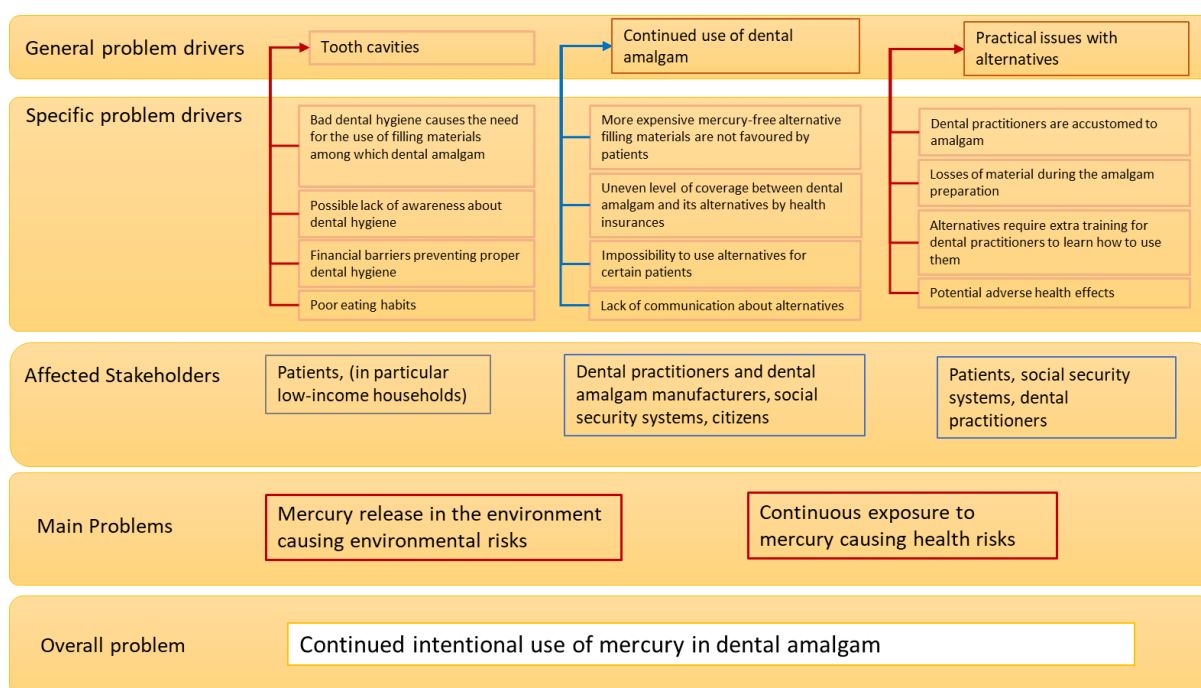 General problem drivers
Tooth cavities
Continued use of dental
amalgam
Practical issues with
alternatives
Specific problem drivers
Bad dental hygiene causes the need
for the use of filling materials
among which dental amalgam
Possible lack of awareness about
dental hygiene
Financial barriers preventing proper
dental hygiene
Poor eating habits
More expensive mercury-free alternative
filling materials are not favoured by
patients
Uneven level of coverage between dental
amalgam and its alternatives by health
insurances
Impossibility to use alternatives for
certain patients
Lack of communication about alternatives
Dental practitioners are accustomed to
amalgam
Losses of material during the amalgam
preparation
Alternatives require extra training for
dental practitioners to learn how to use
them
Potential adverse health effects
Affected Stakeholders
Patients, (in particular
low-income households)
Dental practitioners and dental
amalgam manufacturers, social
security systems, citizens
Patients, social security
systems, dental
practitioners
Main Problems
Mercury release in the environment
causing environmental risks
Continuous exposure to
mercury causing health risks
Overall problem
Continued intentional use of mercury in dental amalgam